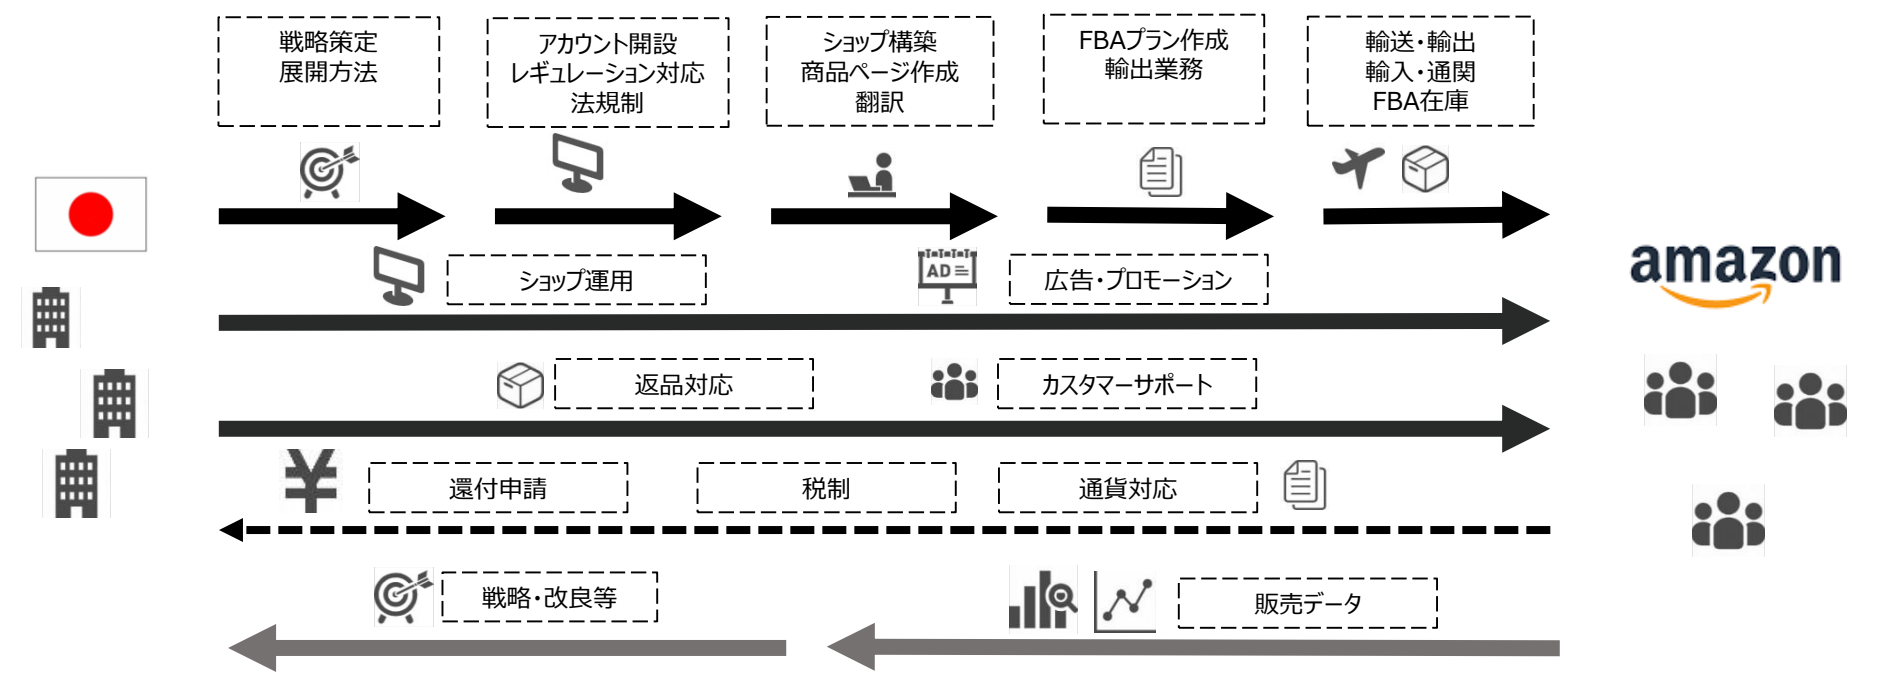 戦略策定
展開方法
アカウント開設
レギュレーション対応
法規制
ショップ構築
商品ページ作成
翻訳
FBAプラン作成
輸出業務
輸送・輸出
輸入・通関
FBA在庫
ショップ運用
AD
広告・プロモーション
amazon
返品対応
カスタマーサポート
¥
還付申請
税制
通貨対応
戦略・改良等
販売データ